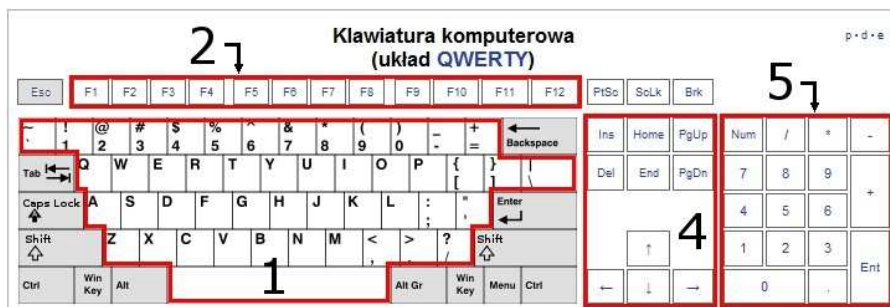 Klawiatura komputerowa
(układ QWERTY)
p·d·e
2
5
Esc F1 F2 F3 F4 F5 F6 F7 F8 F9 F10 F11 F12 PtSc ScLk Brk
~ ! @ # $ % ^ & * ( ) _ +
` 1 2 3 4 5 6 7 8 9 0 - =
Backspace
Ins Home PgUp Num / * -
Tab Q W E R T Y U I O P { } |
[ ] \
Del End PgDn 7 8 9 +
Caps Lock A S D F G H J K L : "
; '
Enter
4 5 6
Shift Z X C V B N M < > ?
, . /
Shift
↑ 4 1 2 3 Ent
Ctrl Win Key Alt 1 Alt Gr Win Key Menu Ctrl
← ↓ → 0 .